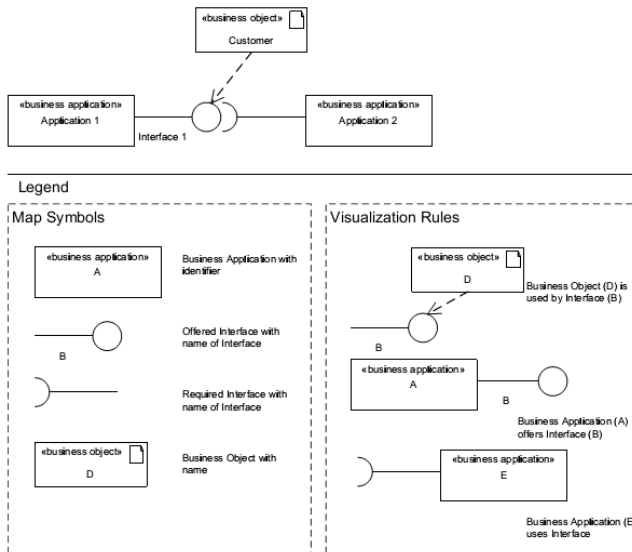 «business object»
Customer
«business application»
Application 1
Interface 1
«business application»
Application 2
Legend
Map Symbols
«business application»
A
Business Application with
identifier
B
Offered Interface with
name of Interface
Required Interface with
name of Interface
«business object»
D
Business Object with
name
Visualization Rules
«business object»
D
Business Object (D) is
used by Interface (B)
B
«business application»
A
B
Business Application (A)
offers Interface (B)
«business application»
E
Business Application (E
uses Interface